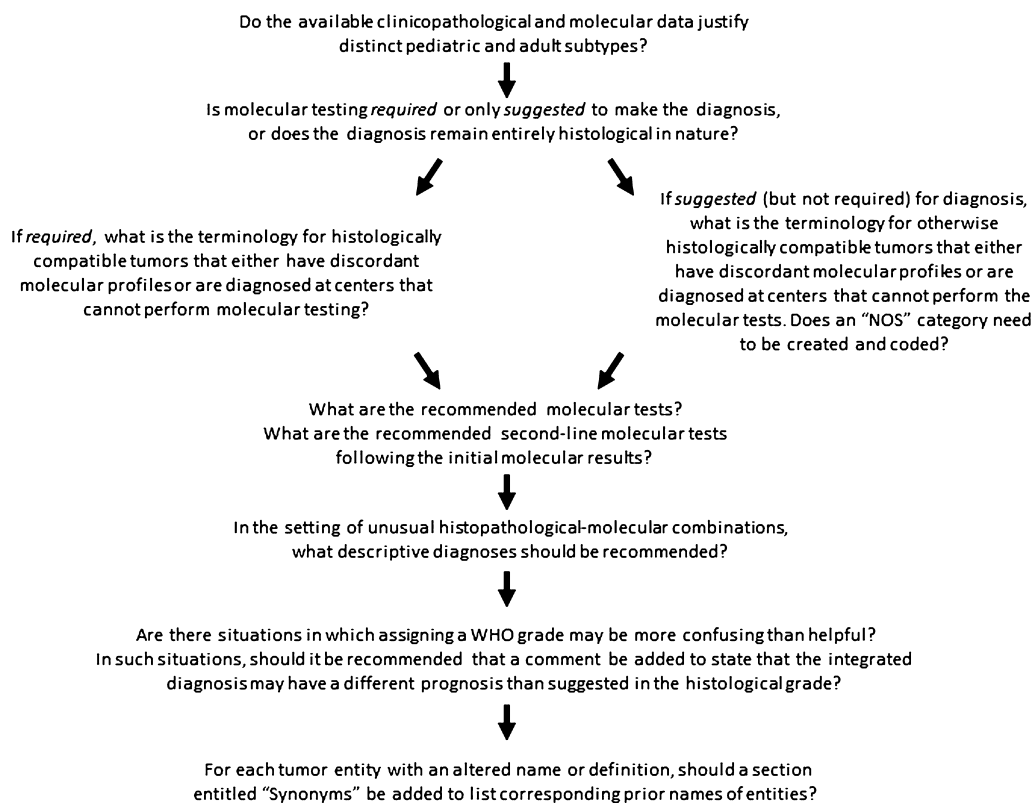 Do the available clinicopathological and molecular data justify
distinct pediatric and adult subtypes?
Is molecular testing required or only suggested to make the diagnosis,
or does the diagnosis remain entirely histological in nature?
If required, what is the terminology for histologically
compatible tumors that either have discordant
molecular profiles or are diagnosed at centers that
cannot perform molecular testing?
If suggested (but not required) for diagnosis,
what is the terminology for otherwise
histologically compatible tumors that either
have discordant molecular profiles or are
diagnosed at centers that cannot perform the
molecular tests. Does an “NOS” category need
to be created and coded?
What are the recommended molecular tests?
What are the recommended second-line molecular tests
following the initial molecular results?
In the setting of unusual histopathological-molecular combinations,
what descriptive diagnoses should be recommended?
Are there situations in which assigning a WHO grade may be more confusing than helpful?
In such situations, should it be recommended that a comment be added to state that the integrated
diagnosis may have a different prognosis than suggested in the histological grade?
For each tumor entity with an altered name or definition, should a section
entitled “Synonyms” be added to list corresponding prior names of entities?